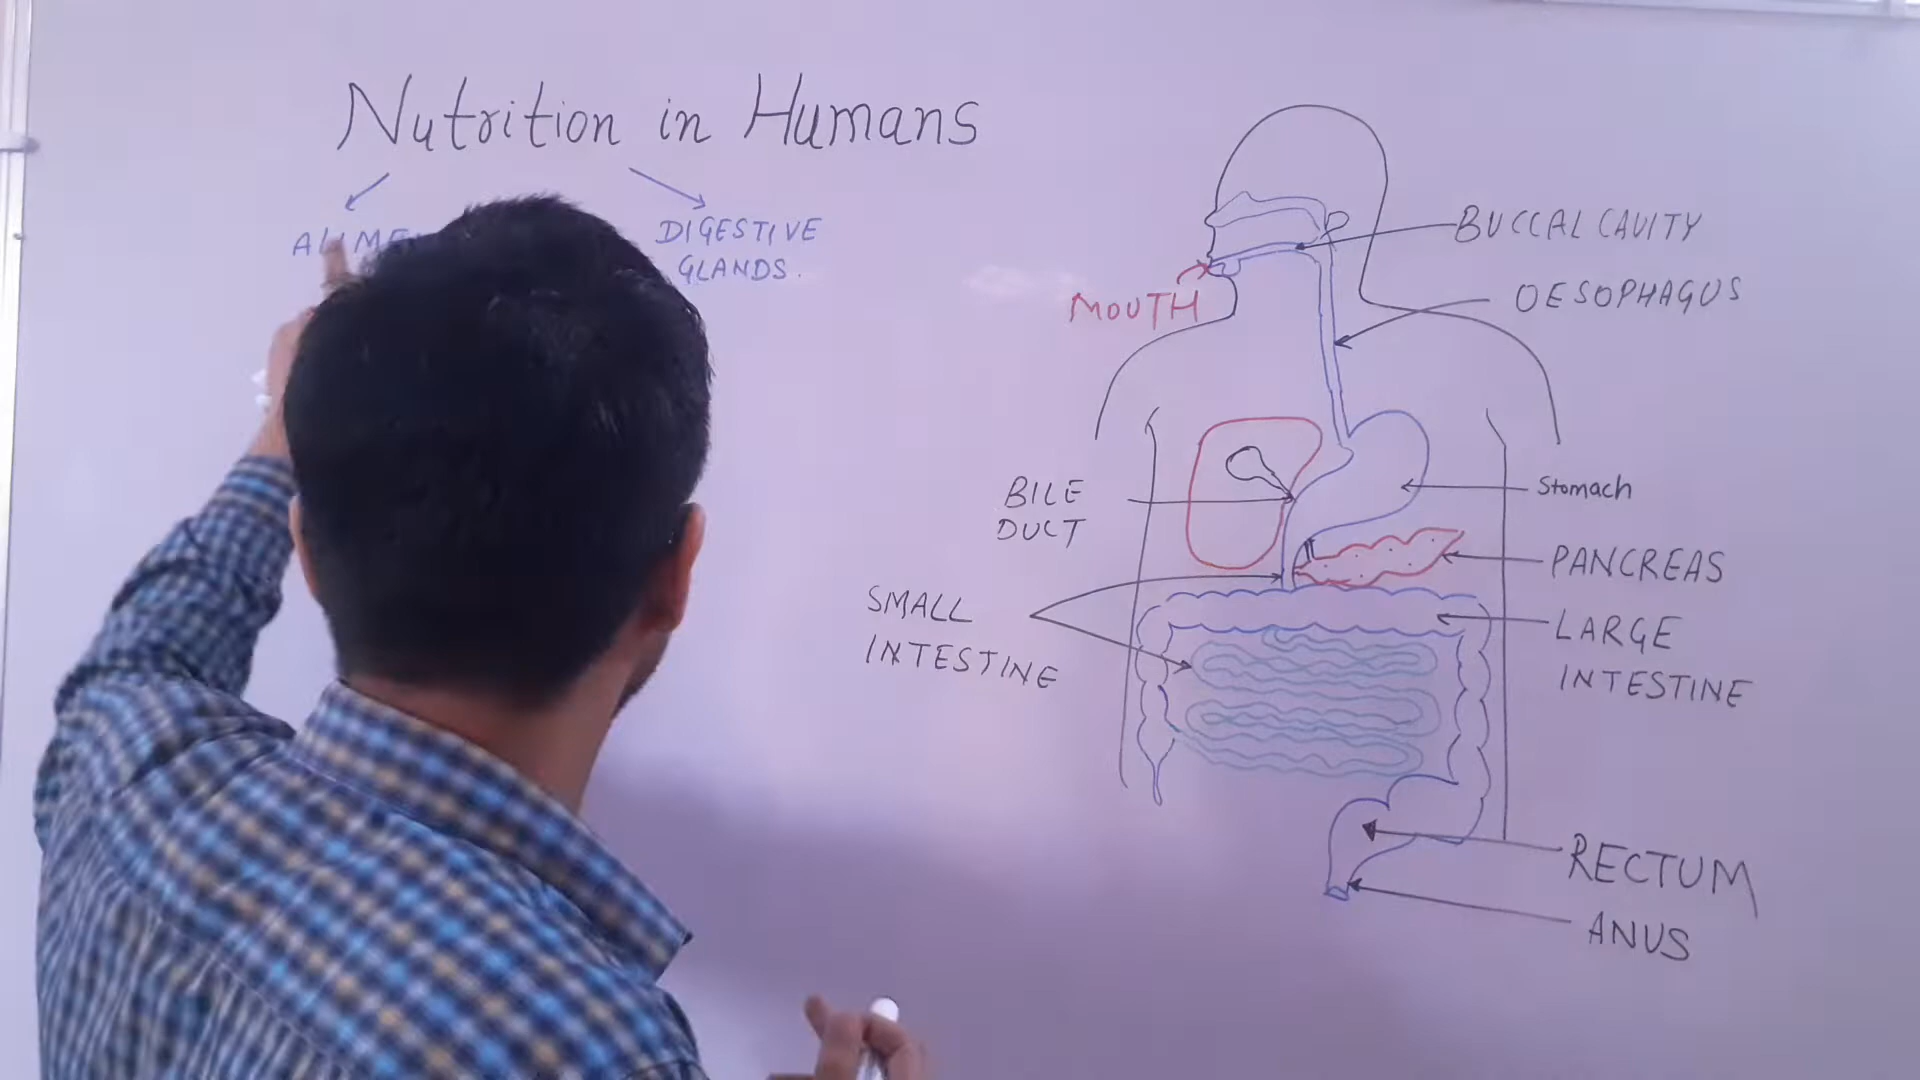 Nutrition in Humans
DIGESTIVE
GLANDS.
BUCCAL CAVITY
OESOPHAGUS
MOUTH
BILE
DUCT
Stomach
PANCREAS
SMALL
INTESTINE
LARGE
INTESTINE
RECTUM
ANUS